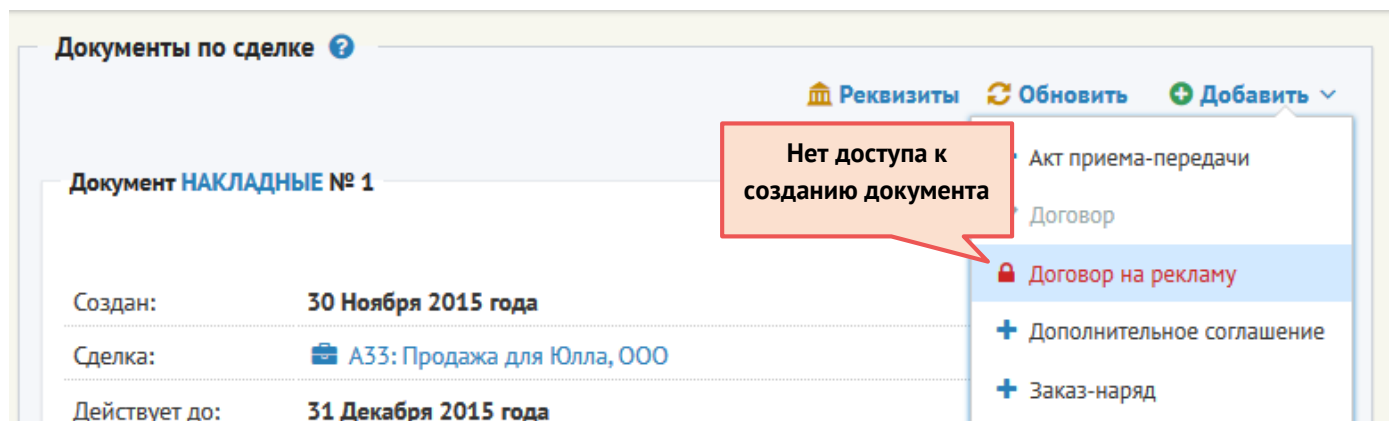 Документы по сделке
Реквизиты Обновить Добавить
Нет доступа к
созданию документа
Акт приема-передачи
Документ НАКЛАДНЫЕ № 1
Договор
Договор на рекламу
Создан: 30 Ноября 2015 года
Дополнительное соглашение
Сделка: А33: Продажа для Юлла, ООО
Заказ-наряд
Действует до: 31 Декабря 2015 года